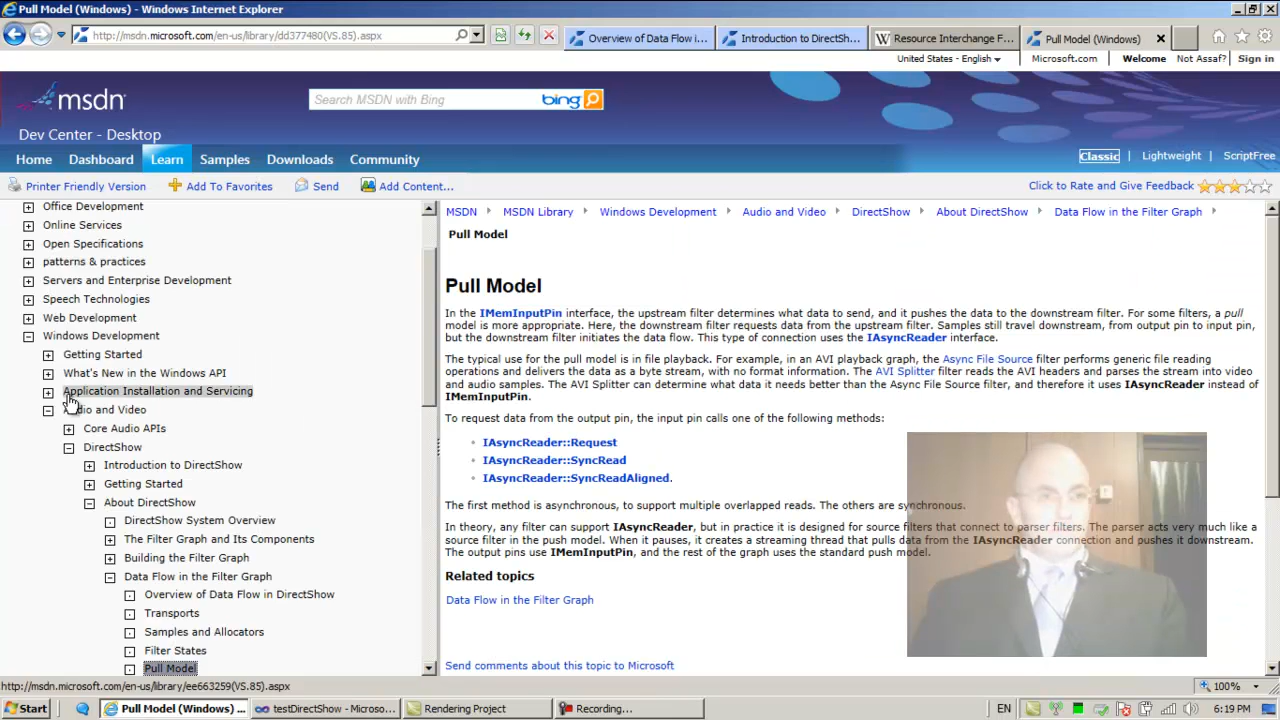 Pull Model (Windows) - Windows Internet Explorer
http://msdn.microsoft.com/en-us/library/dd377480(VS.85).aspx
Overview of Data Flow i...
Introduction to DirectSh...
Resource Interchange F...
Pull Model (Windows)
United States - English
Microsoft.com
Welcome
Not Assaf?
Sign in
msdn
Search MSDN with Bing
bing
Dev Center - Desktop
Home
Dashboard
Learn
Samples
Downloads
Community
Classic
Lightweight
ScriptFree
Printer Friendly Version
Add To Favorites
Send
Add Content...
Click to Rate and Give Feedback
Office Development
Online Services
Open Specifications
patterns & practices
Servers and Enterprise Development
Speech Technologies
Web Development
Windows Development
Getting Started
What's New in the Windows API
Application Installation and Servicing
Audio and Video
Core Audio APIs
DirectShow
Introduction to DirectShow
Getting Started
About DirectShow
DirectShow System Overview
The Filter Graph and Its Components
Building the Filter Graph
Data Flow in the Filter Graph
Overview of Data Flow in DirectShow
Transports
Samples and Allocators
Filter States
Pull Model
MSDN
MSDN Library
Windows Development
Audio and Video
DirectShow
About DirectShow
Data Flow in the Filter Graph
Pull Model
Pull Model
In the IMemInputPin interface, the upstream filter determines what data to send, and it pushes the data to the downstream filter. For some filters, a pull
model is more appropriate. Here, the downstream filter requests data from the upstream filter. Samples still travel downstream, from output pin to input pin,
but the downstream filter initiates the data flow. This type of connection uses the IAsyncReader interface.
The typical use for the pull model is in file playback. For example, in an AVI playback graph, the Async File Source filter performs generic file reading
operations and delivers the data as a byte stream, with no format information. The AVI Splitter filter reads the AVI headers and parses the stream into video
and audio samples. The AVI Splitter can determine what data it needs better than the Async File Source filter, and therefore it uses IAsyncReader instead of
IMemInputPin.
To request data from the output pin, the input pin calls one of the following methods:
IAsyncReader::Request
IAsyncReader::SyncRead
IAsyncReader::SyncReadAligned.
The first method is asynchronous, to support multiple overlapped reads. The others are synchronous.
In theory, any filter can support IAsyncReader, but in practice it is designed for source filters that connect to parser filters. The parser acts very much like a
source filter in the push model. When it pauses, it creates a streaming thread that pulls data from the IAsyncReader connection and pushes it downstream.
The output pins use IMemInputPin, and the rest of the graph uses the standard push model.
Related topics
Data Flow in the Filter Graph
Send comments about this topic to Microsoft
http://msdn.microsoft.com/en-us/library/ee663259(VS.85).aspx
100%
Start
Pull Model (Windows) ...
testDirectShow - Microso...
Rendering Project
Recording...
EN
6:19 PM